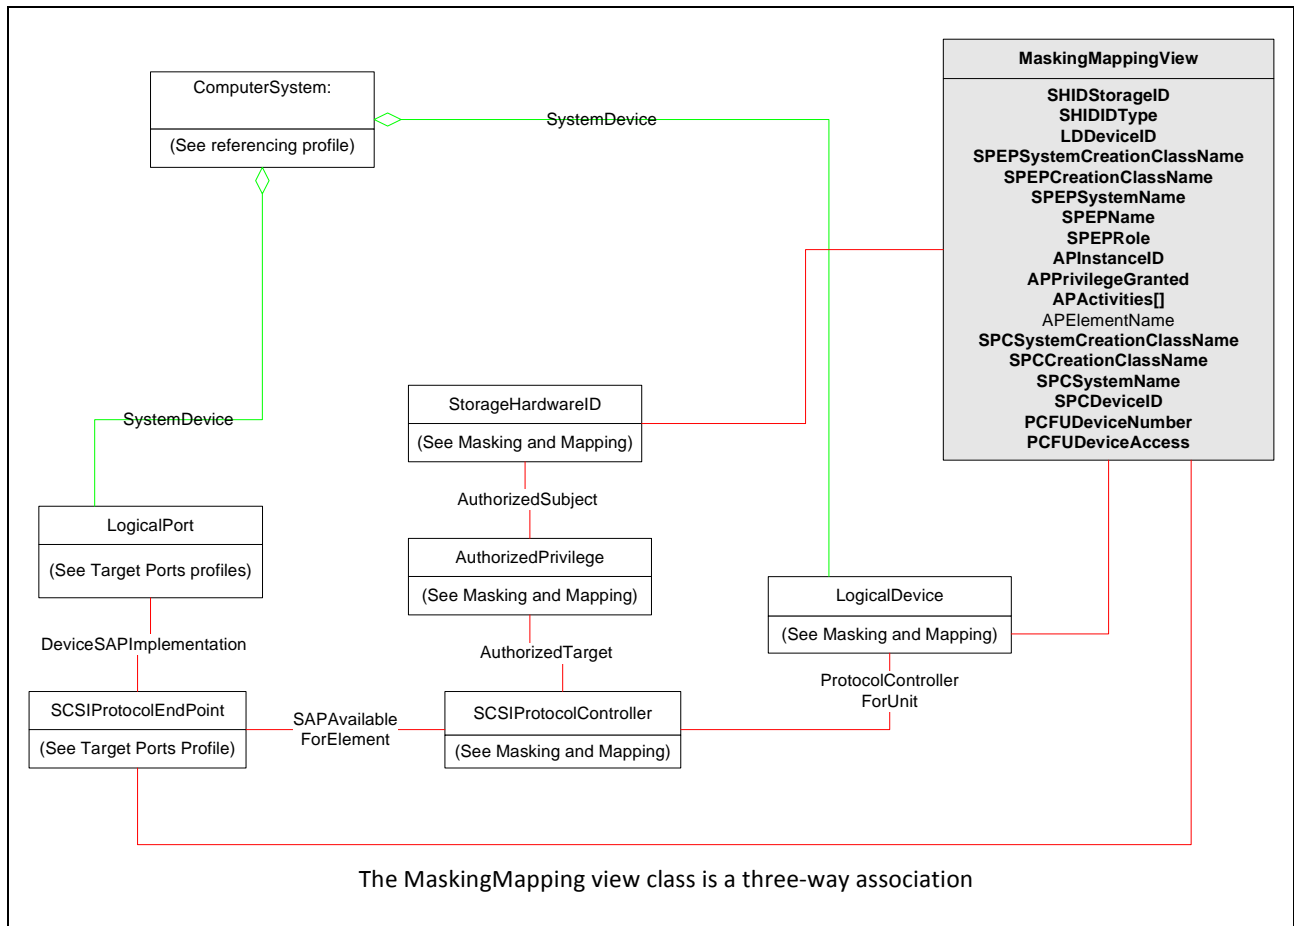 MaskingMappingView
SHIDStorageID
SHIDIDType
LDDeviceID
SPEPSystemCreationClassName
SPEPCreationClassName
SPEPSystemName
SPEPName
SPEPRole
APInstanceID
APPrivilegeGranted
APActivities[]
APElementName
SPCSystemCreationClassName
SPCCreationClassName
SPCSystemName
SPCDeviceID
PCFUDeviceNumber
PCFUDeviceAccess
ComputerSystem:
(See referencing profile)
SystemDevice
SystemDevice
StorageHardwareID
(See Masking and Mapping)
AuthorizedSubject
LogicalPort
(See Target Ports profiles)
AuthorizedPrivilege
(See Masking and Mapping)
LogicalDevice
(See Masking and Mapping)
DeviceSAPImplementation
AuthorizedTarget
ProtocolController
ForUnit
SCSIProtocolEndPoint
(See Target Ports Profile)
SAPAvailable
ForElement
SCSIProtocolController
(See Masking and Mapping)
The MaskingMapping view class is a three-way association